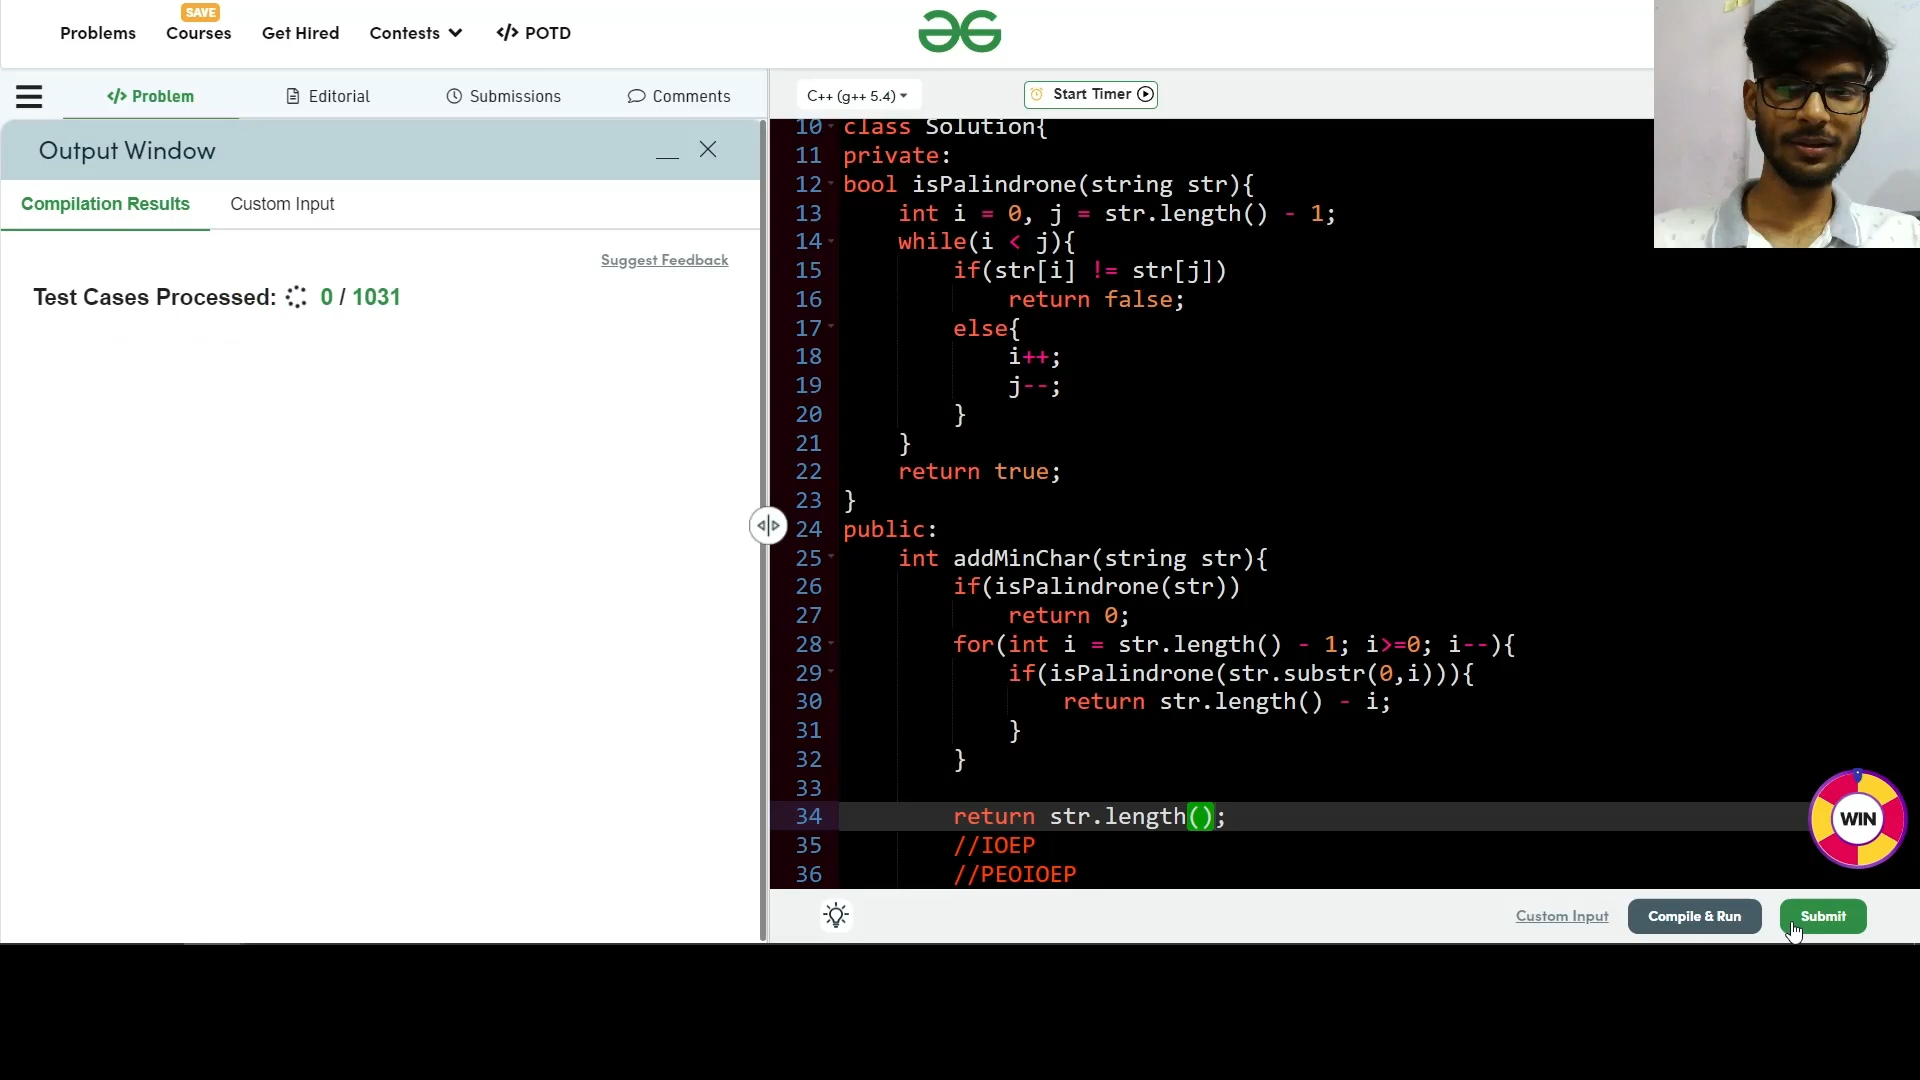 SAVE
Problems Courses Get Hired Contests </> POTD
</> Problem Editorial Submissions Comments
Output Window
Compilation Results Custom Input
Suggest Feedback
Test Cases Processed: 0 / 1031
C++ (g++ 5.4) Start Timer
10 class Solution{
11 private:
12 bool isPalindrone(string str){
13 int i = 0, j = str.length() - 1;
14 while(i < j){
15 if(str[i] != str[j])
16 return false;
17 else{
18 i++;
19 j--;
20 }
21 }
22 return true;
23 }
24 public:
25 int addMinChar(string str){
26 if(isPalindrone(str))
27 return 0;
28 for(int i = str.length() - 1; i>=0; i--){
29 if(isPalindrone(str.substr(0,i))){
30 return str.length() - i;
31 }
32 }
33
34 return str.length();
35 //IOEP
36 //PEOIOEP
WIN
Custom Input Compile & Run Submit